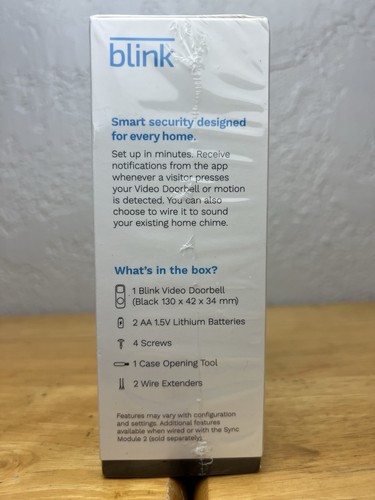 blink
Smart security designed
for every home.
Set up in minutes. Receive
notifications from the app
whenever a visitor presses
your Video Doorbell or motion
is detected. You can also
choose to wire it to sound
your existing home chime.
What's in the box?
1 Blink Video Doorbell
(Black 130 x 42 x 34 mm)
2 AA 1.5V Lithium Batteries
4 Screws
1 Case Opening Tool
2 Wire Extenders
Features may vary with configuration
and settings. Additional features
available when wired or with the Sync
Module 2 (sold separately).